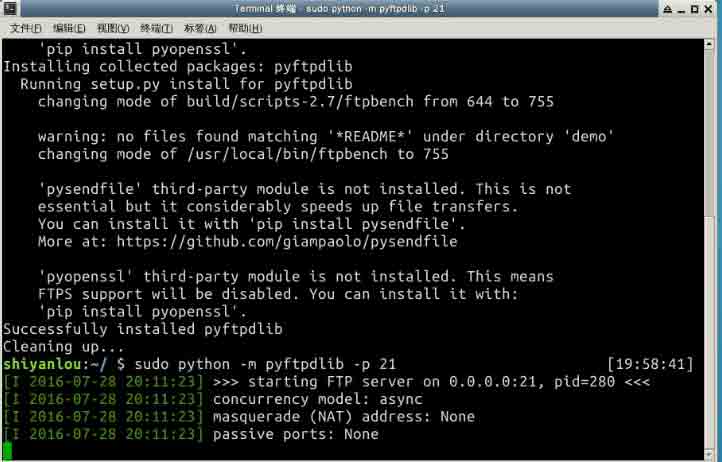 Terminal 终端 - sudo python -m pyftpdlib -p 21
文件(F) 编辑(E) 视图(V) 终端(T) 标签(A) 帮助(H)
'pip install pyopenssl'.
Installing collected packages: pyftpdlib
Running setup.py install for pyftpdlib
changing mode of build/scripts-2.7/ftpbench from 644 to 755
warning: no files found matching '*README*' under directory 'demo'
changing mode of /usr/local/bin/ftpbench to 755
'pysendfile' third-party module is not installed. This is not
essential but it considerably speeds up file transfers.
You can install it with 'pip install pysendfile'.
More at: https://github.com/giampaolo/pysendfile
'pyopenssl' third-party module is not installed. This means
FTPS support will be disabled. You can install it with:
'pip install pyopenssl'.
Successfully installed pyftpdlib
Cleaning up...
shiyanlou:~/ $ sudo python -m pyftpdlib -p 21 [19:58:41]
[I 2016-07-28 20:11:23] >>> starting FTP server on 0.0.0.0:21, pid=280 <<<
[I 2016-07-28 20:11:23] concurrency model: async
[I 2016-07-28 20:11:23] masquerade (NAT) address: None
[I 2016-07-28 20:11:23] passive ports: None